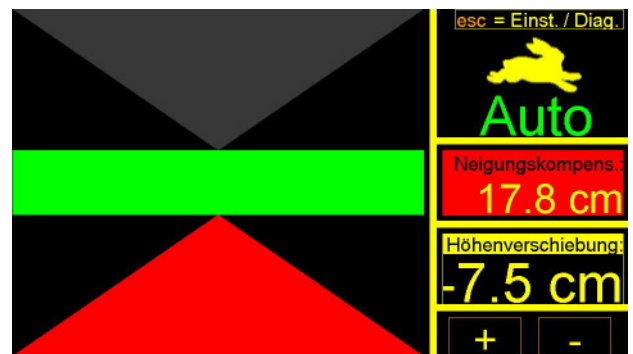 esc = Einst. / Diag.
Auto
Neigungskompens.:
17.8 cm
Höhenverschiebung:
-7.5 cm
+ -